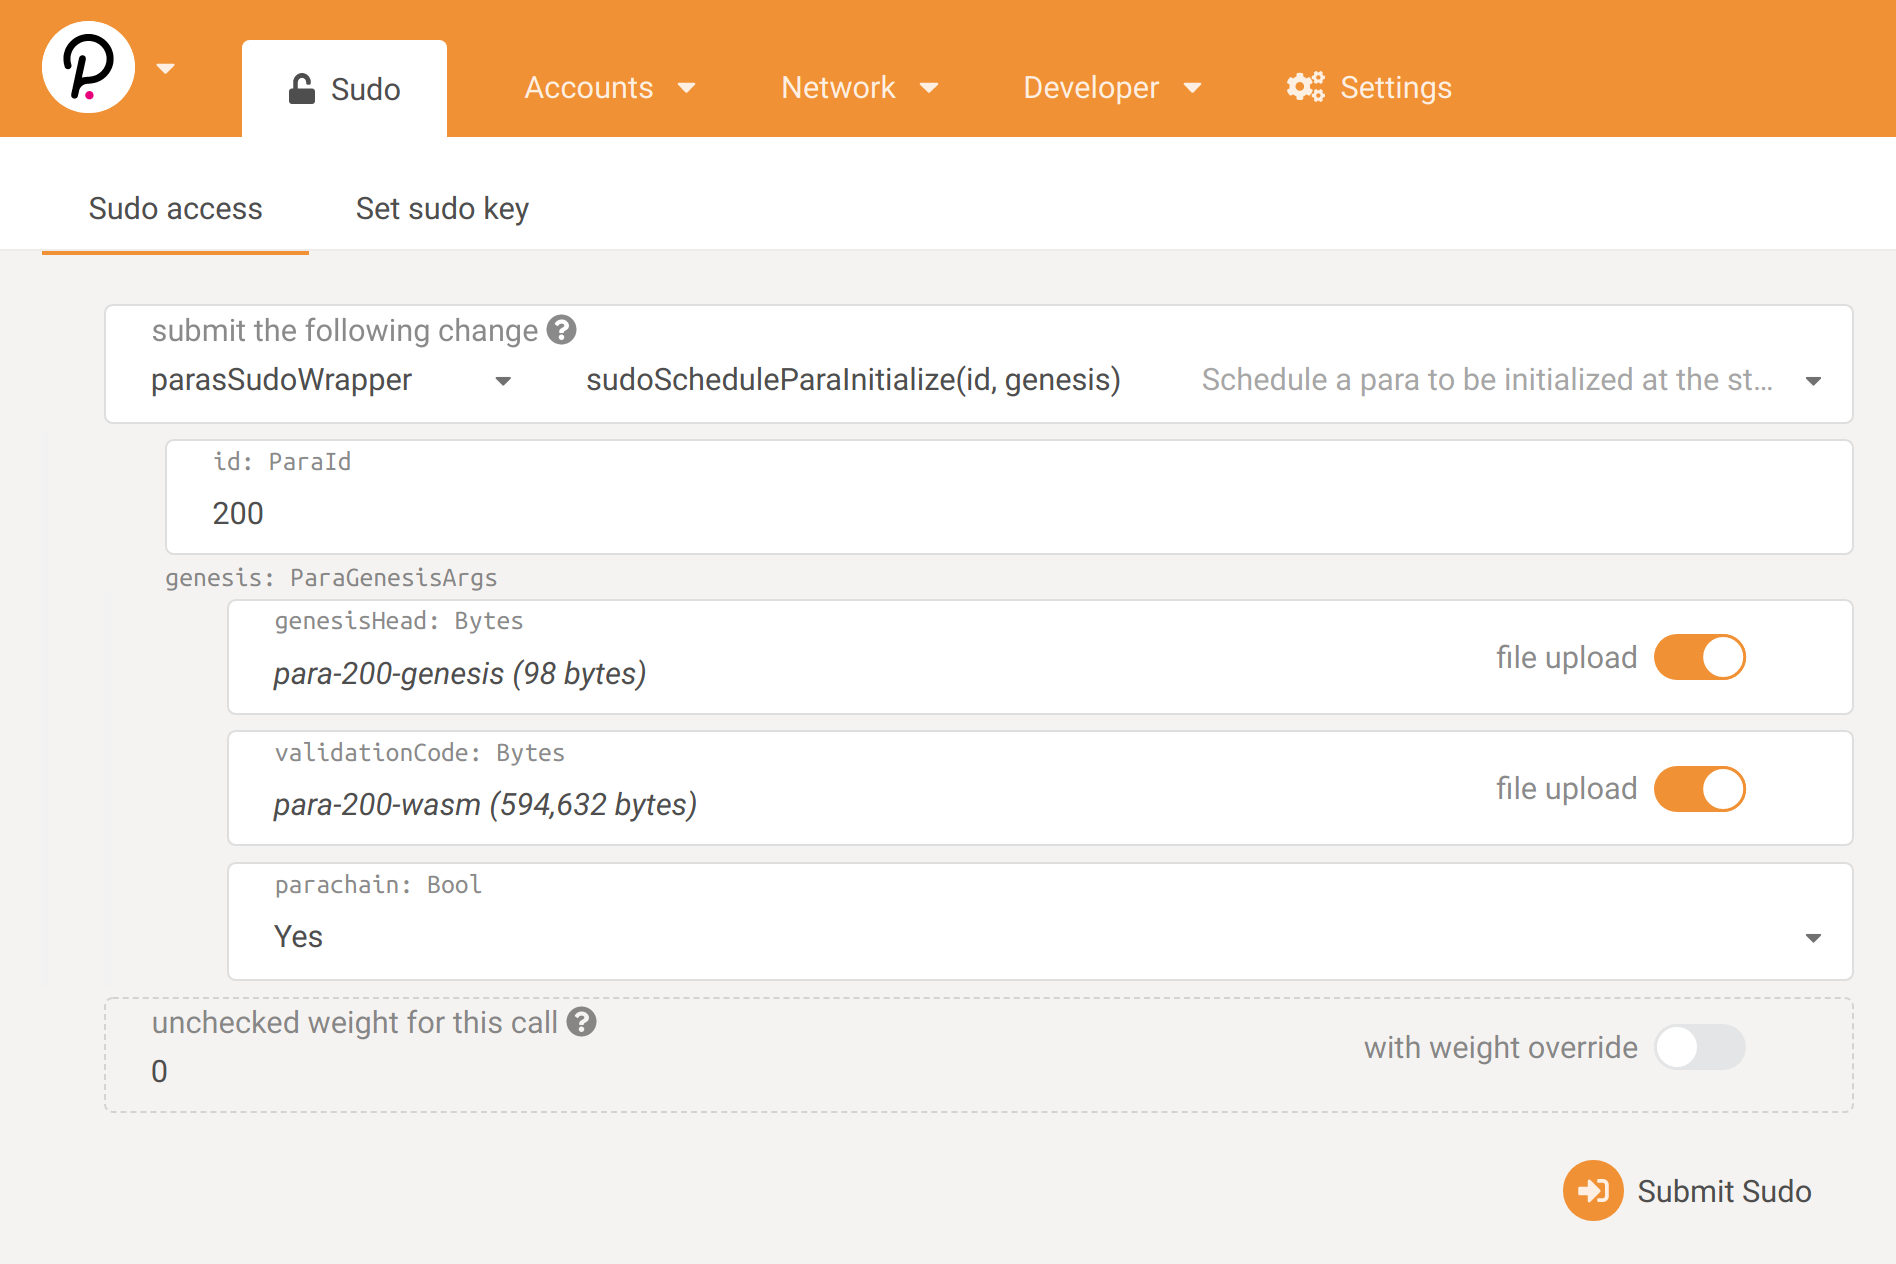 Sudo
Accounts
Network
Developer
Settings
Sudo access
Set sudo key
submit the following change
parasSudoWrapper
sudoScheduleParaInitialize(id, genesis)
Schedule a para to be initialized at the st...
id: ParaId
200
genesis: ParaGenesisArgs
genesisHead: Bytes
para-200-genesis (98 bytes)
file upload
validationCode: Bytes
para-200-wasm (594,632 bytes)
file upload
parachain: Bool
Yes
unchecked weight for this call
0
with weight override
Submit Sudo